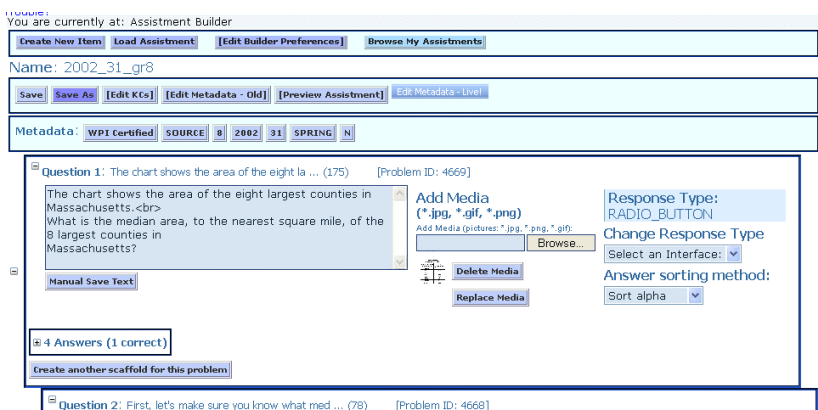 You are currently at: Assistment Builder
Create New Item Load Assistment [Edit Builder Preferences] Browse My Assistments
Name: 2002_31_gr8
Save Save As [Edit KCs] [Edit Metadata - Old] [Preview Assistment] Edit Metadata - Live!
Metadata: WPI Certified SOURCE 8 2002 31 SPRING N
Question 1: The chart shows the area of the eight la ... (175) [Problem ID: 4669]
The chart shows the area of the eight largest counties in
Massachusetts.<br>
What is the median area, to the nearest square mile, of the
8 largest counties in
Massachusetts?
Manual Save Text
Add Media
(*.jpg, *.gif, *.png)
Add Media (pictures: *.jpg, *.png, *.gif):
Browse...
Delete Media
Replace Media
Response Type:
RADIO_BUTTON
Change Response Type
Select an Interface:
Answer sorting method:
Sort alpha
4 Answers (1 correct)
Create another scaffold for this problem
Question 2: First, let's make sure you know what med ... (78) [Problem ID: 4668]